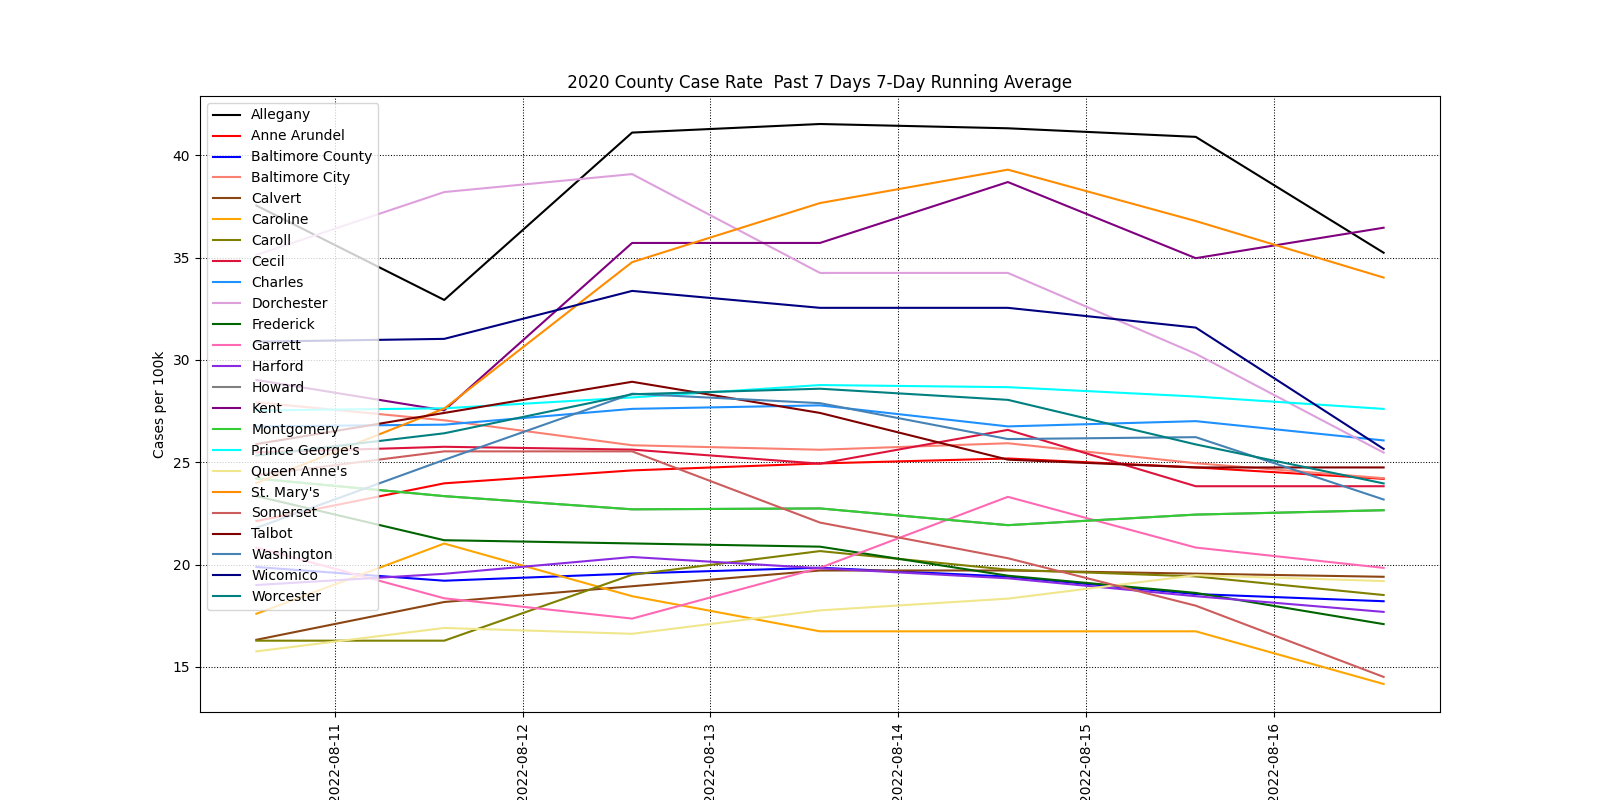 2020 County Case Rate  Past 7 Days 7-Day Running Average
Allegany
Anne Arundel
Baltimore County
Baltimore City
Calvert
Caroline
Caroll
Cecil
Charles
Dorchester
Frederick
Garrett
Harford
Howard
Kent
Montgomery
Prince George's
Queen Anne's
St. Mary's
Somerset
Talbot
Washington
Wicomico
Worcester
Cases per 100k
40
35
30
25
20
15
2022-08-11
2022-08-12
2022-08-13
2022-08-14
2022-08-15
2022-08-16